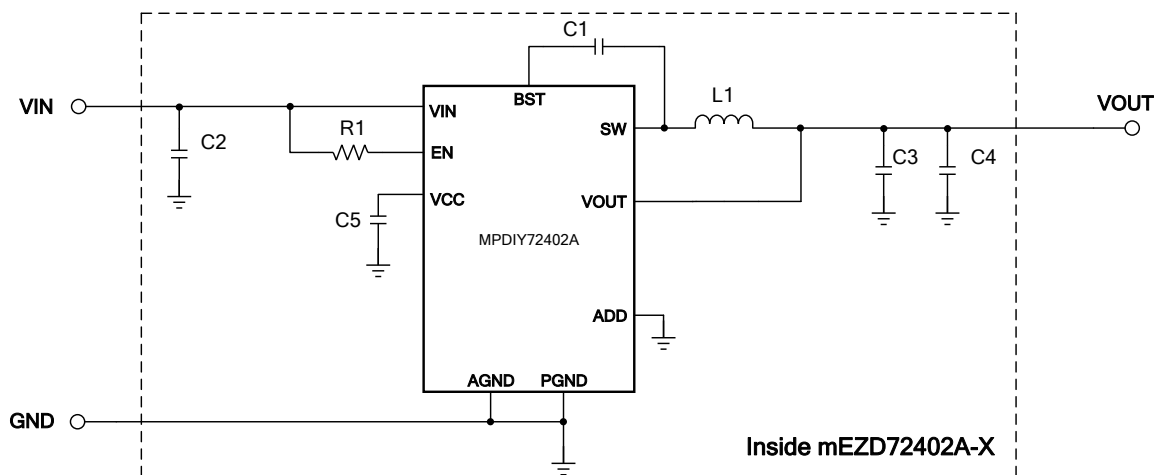 C1
VIN
BST
VIN
L1
VOUT
R1
SW
C2
EN
C3
C4
VCC
VOUT
C5
MPDIY72402A
ADD
AGND
PGND
GND
Inside mEZD72402A-X